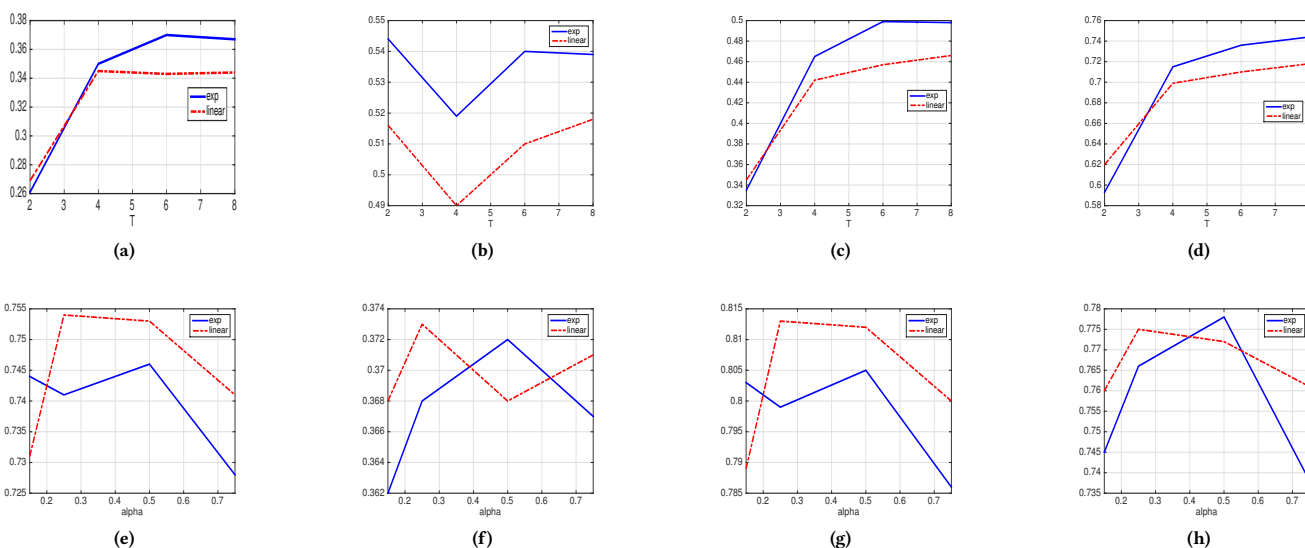 0.38
0.36
0.34
0.32
0.3
0.28
0.26
2 3 4 5 6 7 8
T
exp
linear
(a)
0.55
0.54
0.53
0.52
0.51
0.5
0.49
2 3 4 5 6 7 8
T
exp
linear
(b)
0.5
0.48
0.46
0.44
0.42
0.4
0.38
0.36
0.34
0.32
2 3 4 5 6 7 8
T
exp
linear
(c)
0.76
0.74
0.72
0.7
0.68
0.66
0.64
0.62
0.6
0.58
2 3 4 5 6 7
T
exp
linear
(d)
0.755
0.75
0.745
0.74
0.735
0.73
0.725
0.2 0.3 0.4 0.5 0.6 0.7
alpha
exp
linear
(e)
0.374
0.372
0.37
0.368
0.366
0.364
0.362
0.2 0.3 0.4 0.5 0.6 0.7
alpha
exp
linear
(f)
0.815
0.81
0.805
0.8
0.795
0.79
0.785
0.2 0.3 0.4 0.5 0.6 0.7
alpha
exp
linear
(g)
0.78
0.775
0.77
0.765
0.76
0.755
0.75
0.745
0.74
0.735
0.2 0.3 0.4 0.5 0.6 0.7
alpha
exp
linear
(h)